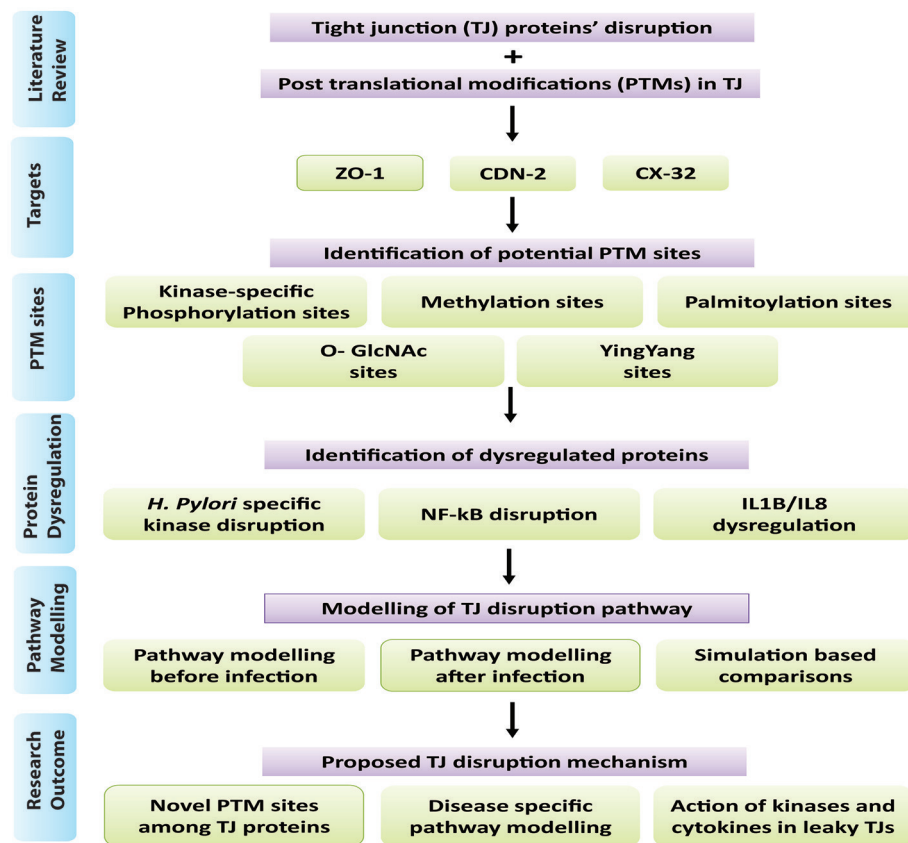 Literature
Review
Tight junction (TJ) proteins' disruption
+
Post translational modifications (PTMs) in TJ
Targets
ZO-1
CDN-2
CX-32
Identification of potential PTM sites
PTM sites
Kinase-specific
Phosphorylation sites
Methylation sites
Palmitoylation sites
O- GlcNAc
sites
YingYang
sites
Protein
Dysregulation
Identification of dysregulated proteins
H. Pylori specific
kinase disruption
NF-kB disruption
IL1B/IL8
dysregulation
Pathway
Modelling
Modelling of TJ disruption pathway
Pathway modelling
before infection
Pathway modelling
after infection
Simulation based
comparisons
Research
Outcome
Proposed TJ disruption mechanism
Novel PTM sites
among TJ proteins
Disease specific
pathway modelling
Action of kinases and
cytokines in leaky TJs